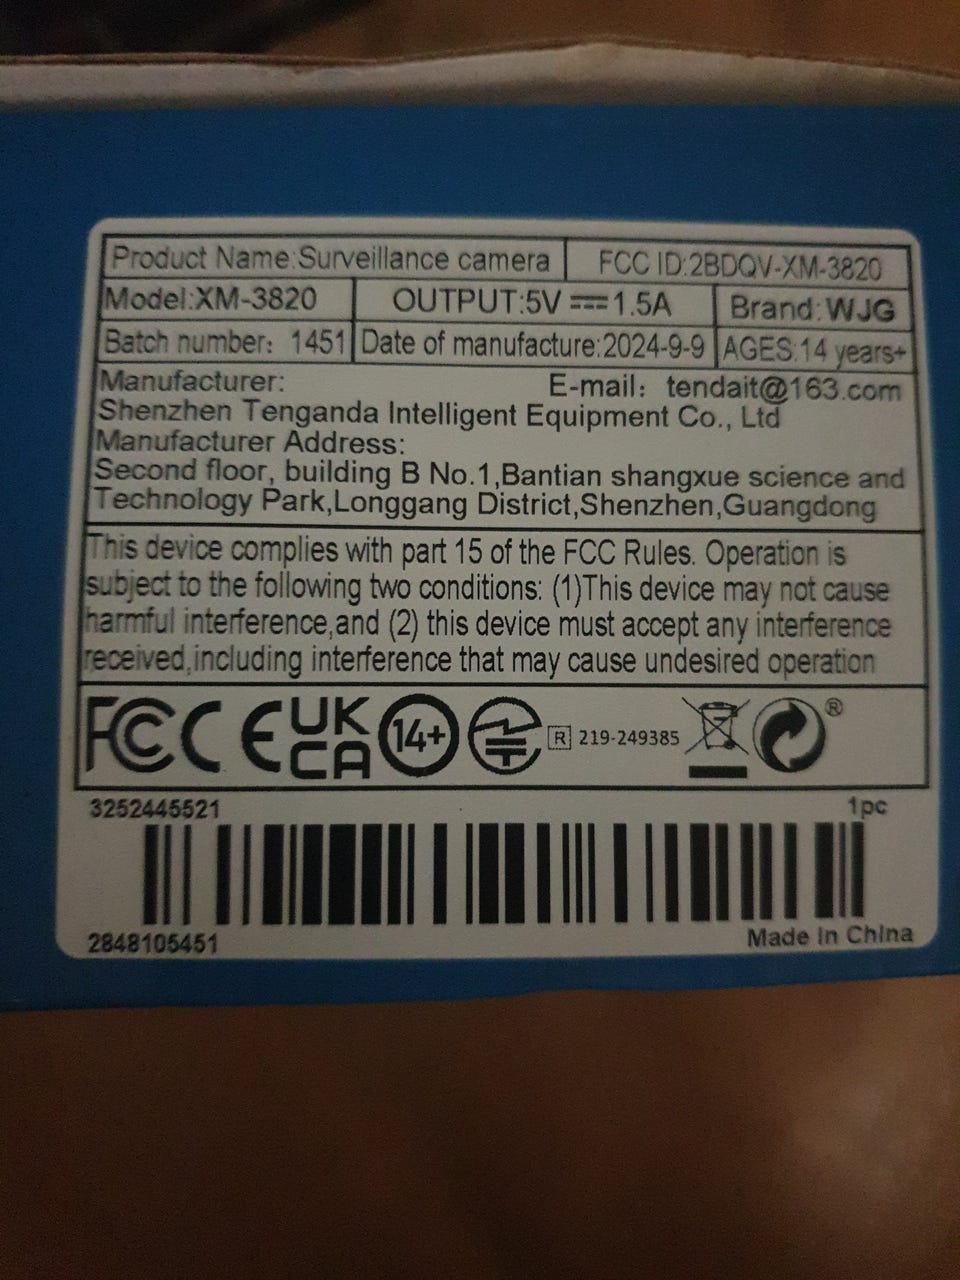 Product Name:Surveillance camera FCC ID:2BDQV-XM-3820
Model:XM-3820 OUTPUT:5V ⎓ 1.5A Brand:WJG
Batch number: 1451 Date of manufacture:2024-9-9 AGES:14 years+
Manufacturer: E-mail: tendait@163.com
Shenzhen Tenganda Intelligent Equipment Co., Ltd
Manufacturer Address:
Second floor, building B No.1,Bantian shangxue science and
Technology Park,Longgang District,Shenzhen,Guangdong
This device complies with part 15 of the FCC Rules. Operation is
subject to the following two conditions: (1)This device may not cause
harmful interference,and (2) this device must accept any interference
received,including interference that may cause undesired operation
FCC CE UKCA 14+ R 219-249385 ®
3252445521 1pc
2848105451 Made in China